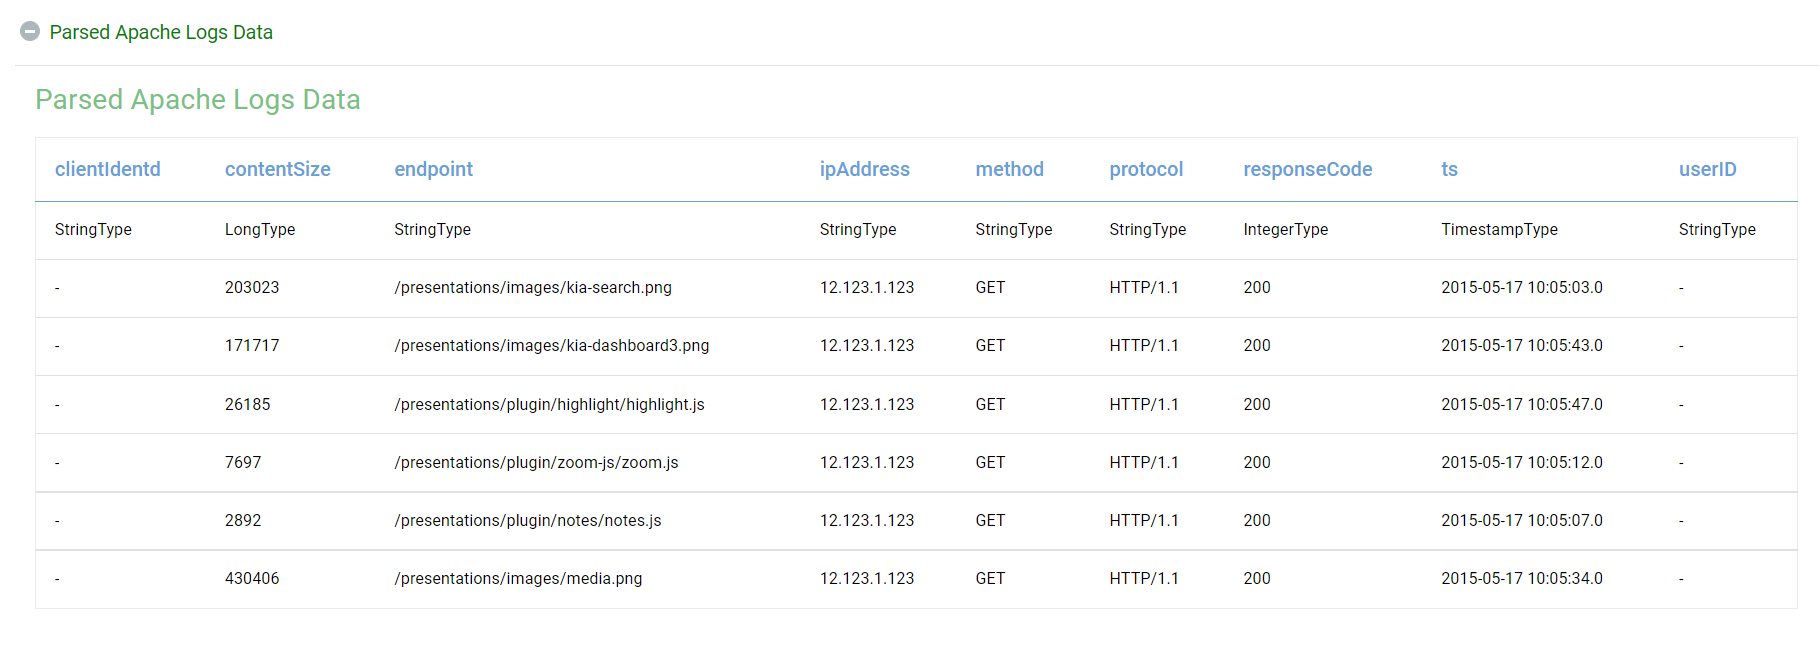 Parsed Apache Logs Data
Parsed Apache Logs Data
clientIdentd contentSize endpoint ipAddress method protocol responseCode ts userID
StringType LongType StringType StringType StringType StringType IntegerType TimestampType StringType
- 203023 /presentations/images/kia-search.png 12.123.1.123 GET HTTP/1.1 200 2015-05-17 10:05:03.0 -
- 171717 /presentations/images/kia-dashboard3.png 12.123.1.123 GET HTTP/1.1 200 2015-05-17 10:05:43.0 -
- 26185 /presentations/plugin/highlight/highlight.js 12.123.1.123 GET HTTP/1.1 200 2015-05-17 10:05:47.0 -
- 7697 /presentations/plugin/zoom-js/zoom.js 12.123.1.123 GET HTTP/1.1 200 2015-05-17 10:05:12.0 -
- 2892 /presentations/plugin/notes/notes.js 12.123.1.123 GET HTTP/1.1 200 2015-05-17 10:05:07.0 -
- 430406 /presentations/images/media.png 12.123.1.123 GET HTTP/1.1 200 2015-05-17 10:05:34.0 -